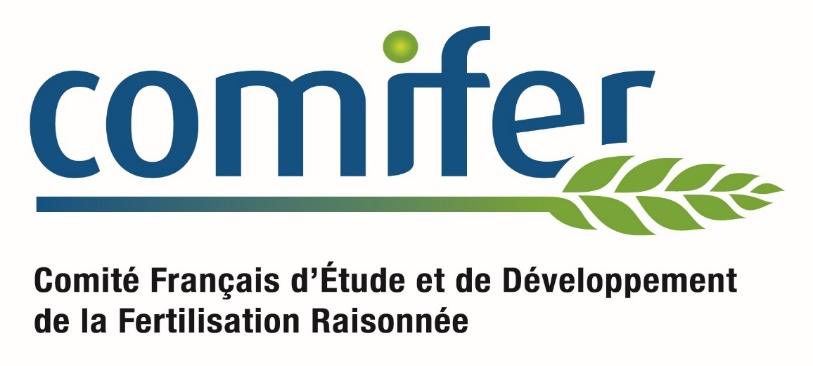 comifer
Comité Français d'Étude et de Développement
de la Fertilisation Raisonnée